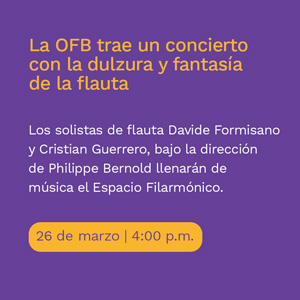 La OFB trae un concierto
con la dulzura y fantasía
de la flauta
Los solistas de flauta Davide Formisano
y Cristian Guerrero, bajo la dirección
de Philippe Bernold llenarán de
música el Espacio Filarmónico.
26 de marzo | 4:00 p.m.